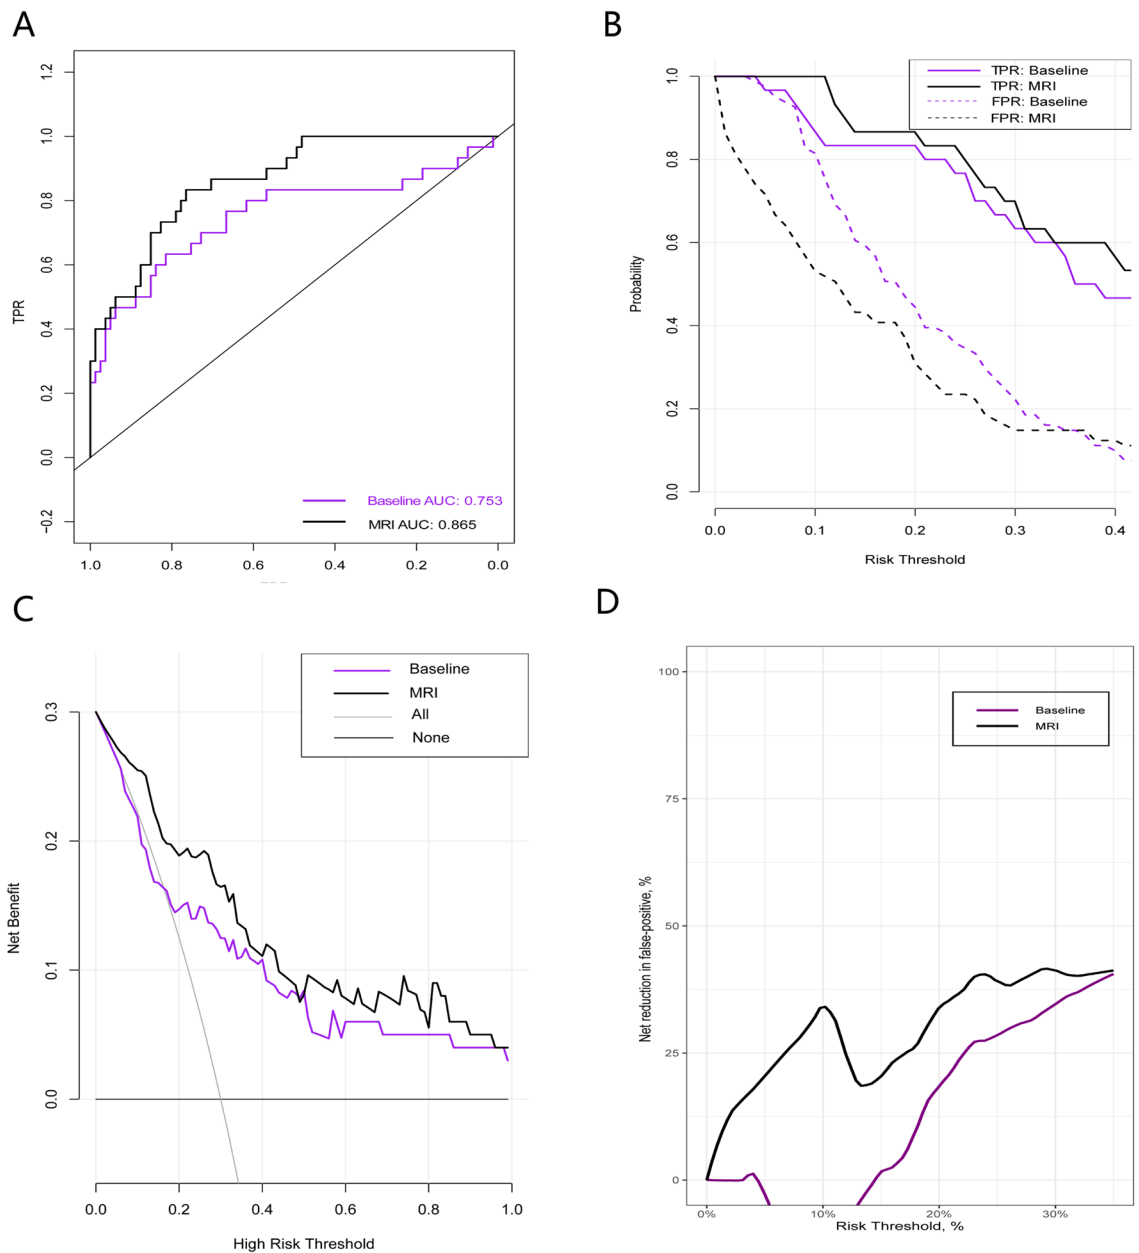 A
1.2
1.0
0.8
0.6
0.4
0.2
0.0
−0.2
TPR
Baseline AUC: 0.753
MRI AUC: 0.865
1.0 0.8 0.6 0.4 0.2 0.0
B
TPR: Baseline
TPR: MRI
FPR: Baseline
FPR: MRI
1.0
0.8
0.6
0.4
0.2
0.0
Probability
0.0 0.1 0.2 0.3 0.4
Risk Threshold
C
Baseline
MRI
All
None
0.3
0.2
0.1
0.0
Net Benefit
0.0 0.2 0.4 0.6 0.8 1.0
High Risk Threshold
D
Baseline
MRI
100
75
50
25
0
Net reduction in false-positive, %
0% 10% 20% 30%
Risk Threshold, %